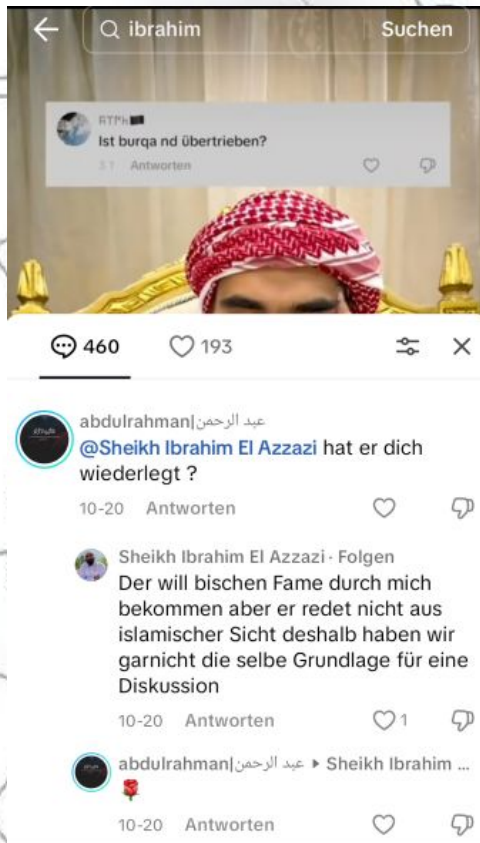 ibrahim
Suchen
Ist burqa nd übertrieben?
Antworten
460
193
abdulrahman|عبد الرحمن
@Sheikh Ibrahim El Azzazi hat er dich
wiederlegt ?
10-20 Antworten
Sheikh Ibrahim El Azzazi · Folgen
Der will bischen Fame durch mich
bekommen aber er redet nicht aus
islamischer Sicht deshalb haben wir
garnicht die selbe Grundlage für eine
Diskussion
10-20 Antworten
1
abdulrahman|عبد الرحمن ▸ Sheikh Ibrahim ...
🌹
10-20 Antworten